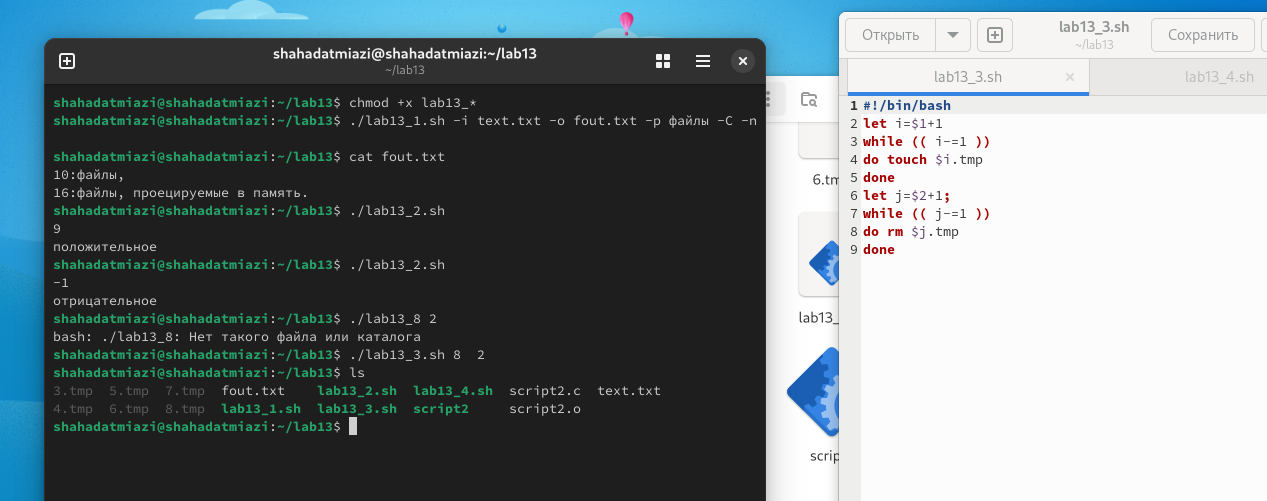 shahadatmiazi@shahadatmiazi:~/lab13
~/lab13
shahadatmiazi@shahadatmiazi:~/lab13$ chmod +x lab13_*
shahadatmiazi@shahadatmiazi:~/lab13$ ./lab13_1.sh -i text.txt -o fout.txt -p файлы -C -n
shahadatmiazi@shahadatmiazi:~/lab13$ cat fout.txt
10:файлы,
16:файлы, проецируемые в память.
shahadatmiazi@shahadatmiazi:~/lab13$ ./lab13_2.sh
9
положительное
shahadatmiazi@shahadatmiazi:~/lab13$ ./lab13_2.sh
-1
отрицательное
shahadatmiazi@shahadatmiazi:~/lab13$ ./lab13_8 2
bash: ./lab13_8: Нет такого файла или каталога
shahadatmiazi@shahadatmiazi:~/lab13$ ./lab13_3.sh 8  2
shahadatmiazi@shahadatmiazi:~/lab13$ ls
3.tmp  5.tmp  7.tmp  fout.txt    lab13_2.sh  lab13_4.sh  script2.c  text.txt
4.tmp  6.tmp  8.tmp  lab13_1.sh  lab13_3.sh  script2     script2.o
shahadatmiazi@shahadatmiazi:~/lab13$
6.tm
lab13_
scrip
Открыть
lab13_3.sh
~/lab13
Сохранить
lab13_3.sh
lab13_4.sh
1 #!/bin/bash
2 let i=$1+1
3 while (( i-=1 ))
4 do touch $i.tmp
5 done
6 let j=$2+1;
7 while (( j-=1 ))
8 do rm $j.tmp
9 done